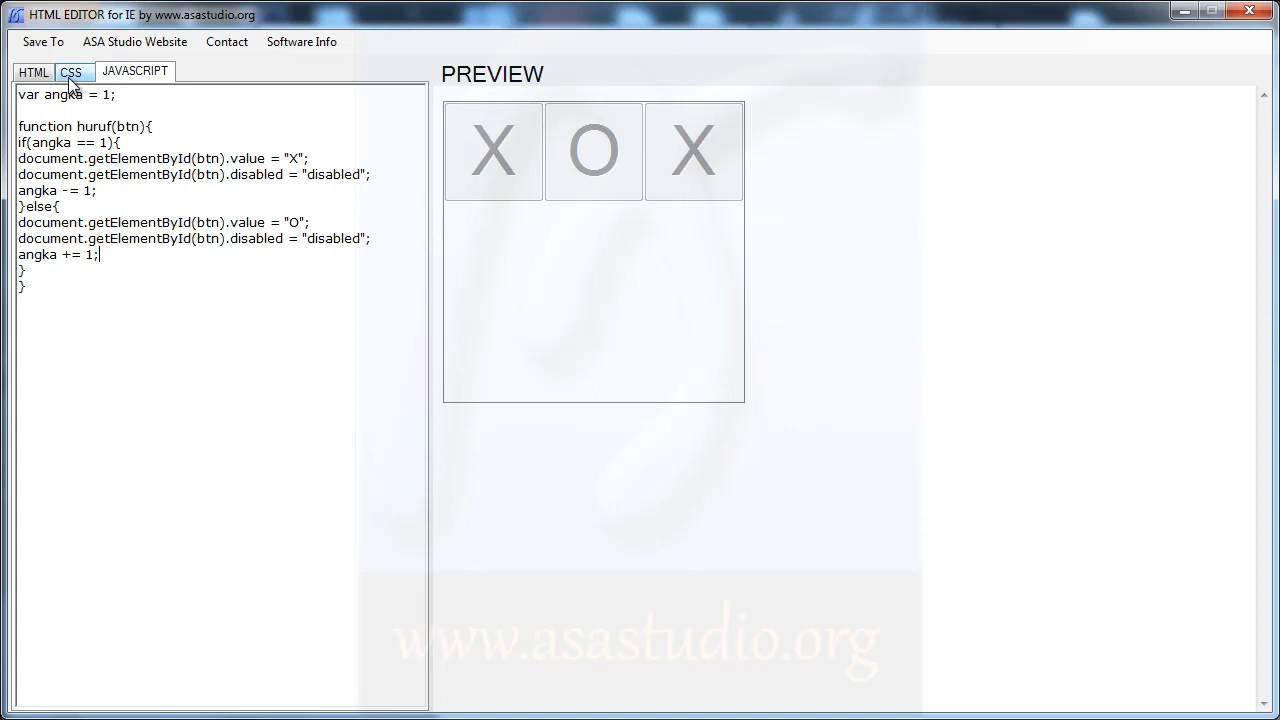 HTML EDITOR for IE by www.asastudio.org
Save To ASA Studio Website Contact Software Info
HTML CSS JAVASCRIPT
PREVIEW
var angka = 1;
function huruf(btn){
if(angka == 1){
document.getElementById(btn).value = "X";
document.getElementById(btn).disabled = "disabled";
angka -= 1;
}else{
document.getElementById(btn).value = "O";
document.getElementById(btn).disabled = "disabled";
angka += 1;
}
}
X O X
www.asastudio.org